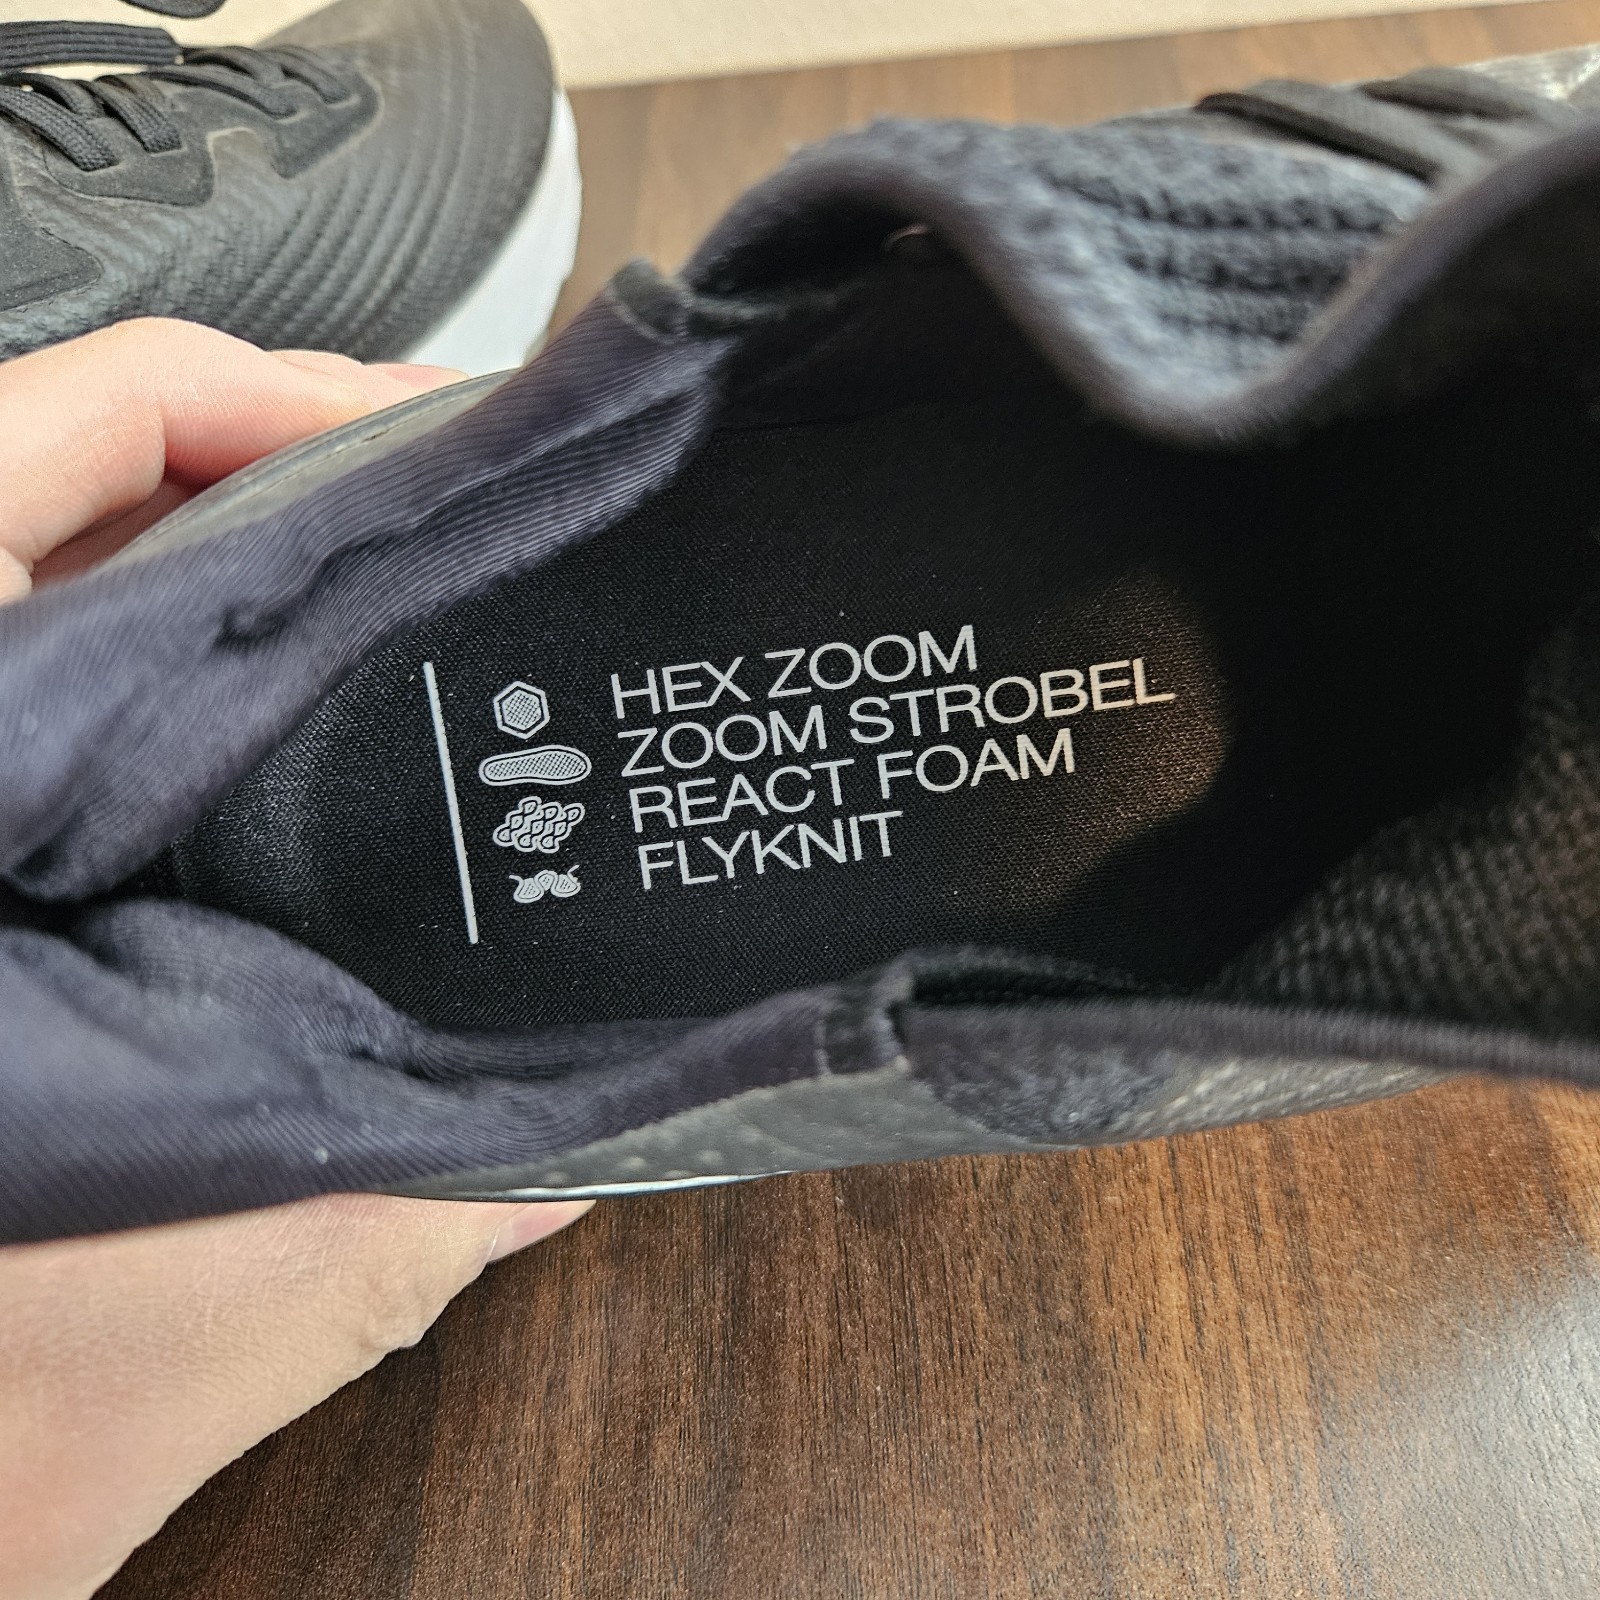 HEX ZOOM
ZOOM STROBEL
REACT FOAM
FLYKNIT